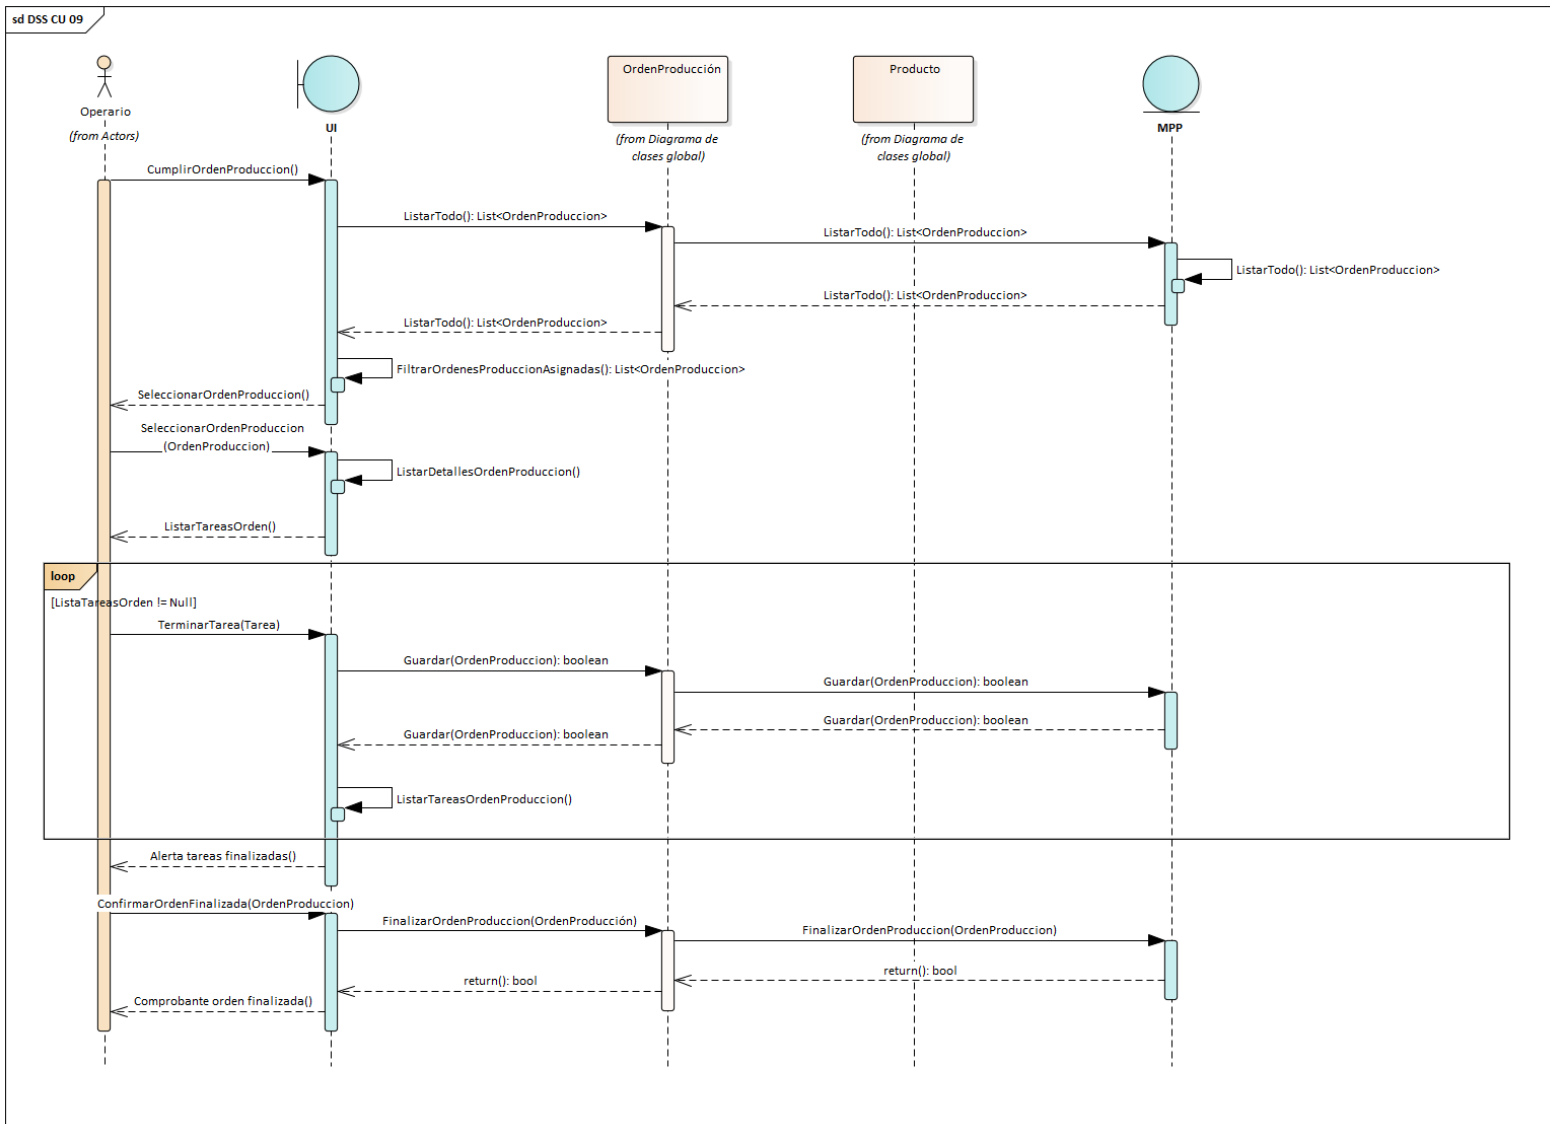 sd DSS CU 09
Operario
(from Actors)
UI
OrdenProducción
(from Diagrama de
clases global)
Producto
(from Diagrama de
clases global)
MPP
CumplirOrdenProduccion()
ListarTodo(): List<OrdenProduccion>
ListarTodo(): List<OrdenProduccion>
ListarTodo(): List<OrdenProduccion>
ListarTodo(): List<OrdenProduccion>
ListarTodo(): List<OrdenProduccion>
FiltrarOrdenesProduccionAsignadas(): List<OrdenProduccion>
SeleccionarOrdenProduccion()
SeleccionarOrdenProduccion
(OrdenProduccion)
ListarDetallesOrdenProduccion()
ListarTareasOrden()
loop
[ListaTareasOrden != Null]
TerminarTarea(Tarea)
Guardar(OrdenProduccion): boolean
Guardar(OrdenProduccion): boolean
Guardar(OrdenProduccion): boolean
Guardar(OrdenProduccion): boolean
ListarTareasOrdenProduccion()
Alerta tareas finalizadas()
ConfirmarOrdenFinalizada(OrdenProduccion)
FinalizarOrdenProduccion(OrdenProducción)
FinalizarOrdenProduccion(OrdenProduccion)
return(): bool
return(): bool
Comprobante orden finalizada()